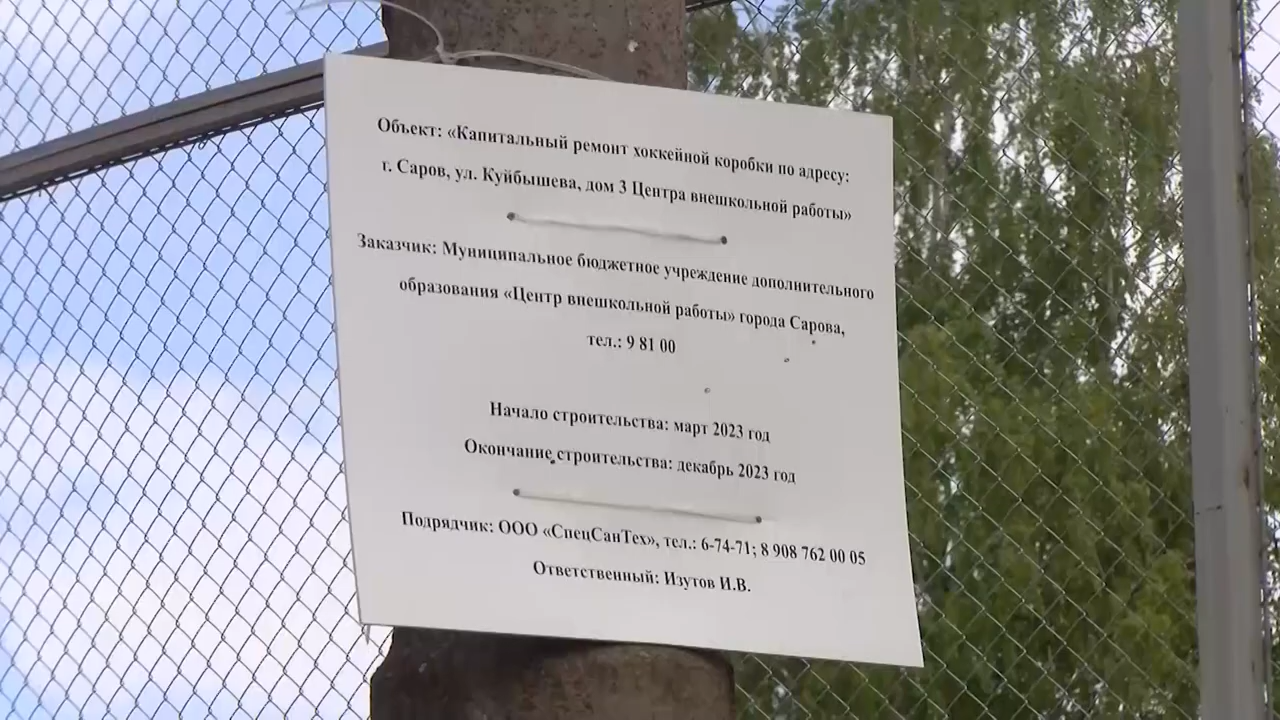 Объект: «Капитальный ремонт хоккейной коробки по адресу:
г. Саров, ул. Куйбышева, дом 3 Центра внешкольной работы»
Заказчик: Муниципальное бюджетное учреждение дополнительного
образования «Центр внешкольной работы» города Сарова,
тел.: 9 81 00
Начало строительства: март 2023 год
Окончание строительства: декабрь 2023 год
Подрядчик: ООО «СпецСанТех», тел.: 6-74-71; 8 908 762 00 05
Ответственный: Изутов И.В.